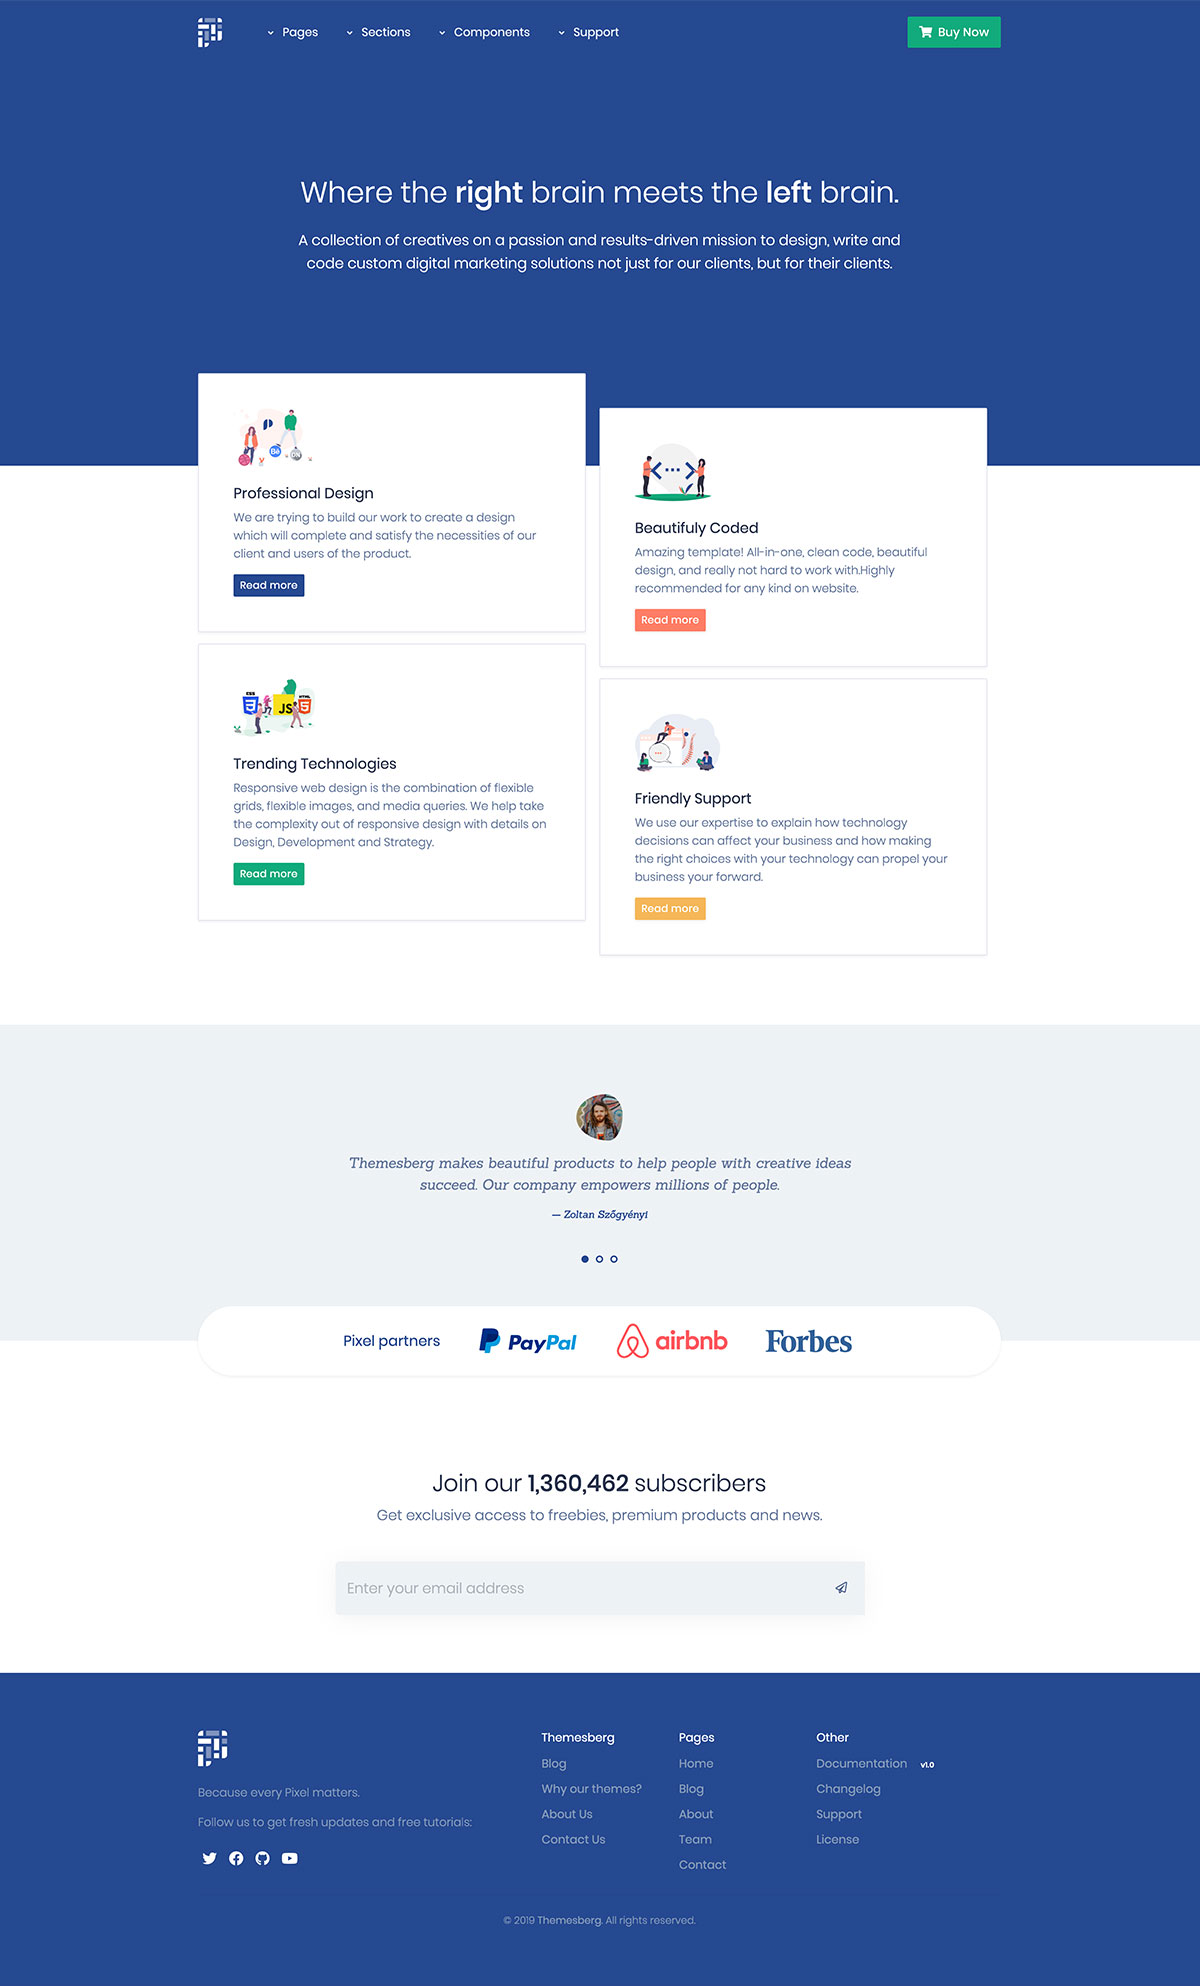 Pages
Sections
Components
Support
Buy Now
Where the right brain meets the left brain.
A collection of creatives on a passion and results-driven mission to design, write and
code custom digital marketing solutions not just for our clients, but for their clients.
Bē
Professional Design
We are trying to build our work to create a design
which will complete and satisfy the necessities of our
client and users of the product.
Read more
Beautifuly Coded
Amazing template! All-in-one, clean code, beautiful
design, and really not hard to work with.Highly
recommended for any kind on website.
Read more
CSS
JS
HTML
Trending Technologies
Responsive web design is the combination of flexible
grids, flexible images, and media queries. We help take
the complexity out of responsive design with details on
Design, Development and Strategy.
Read more
Friendly Support
We use our expertise to explain how technology
decisions can affect your business and how making
the right choices with your technology can propel your
business your forward.
Read more
Themesberg makes beautiful products to help people with creative ideas
succeed. Our company empowers millions of people.
— Zoltan Szőgyényi
Pixel partners
PayPal
airbnb
Forbes
Join our 1,360,462 subscribers
Get exclusive access to freebies, premium products and news.
Enter your email address
Because every Pixel matters.
Follow us to get fresh updates and free tutorials:
Themesberg
Blog
Why our themes?
About Us
Contact Us
Pages
Home
Blog
About
Team
Contact
Other
Documentation v1.0
Changelog
Support
License
© 2019 Themesberg. All rights reserved.